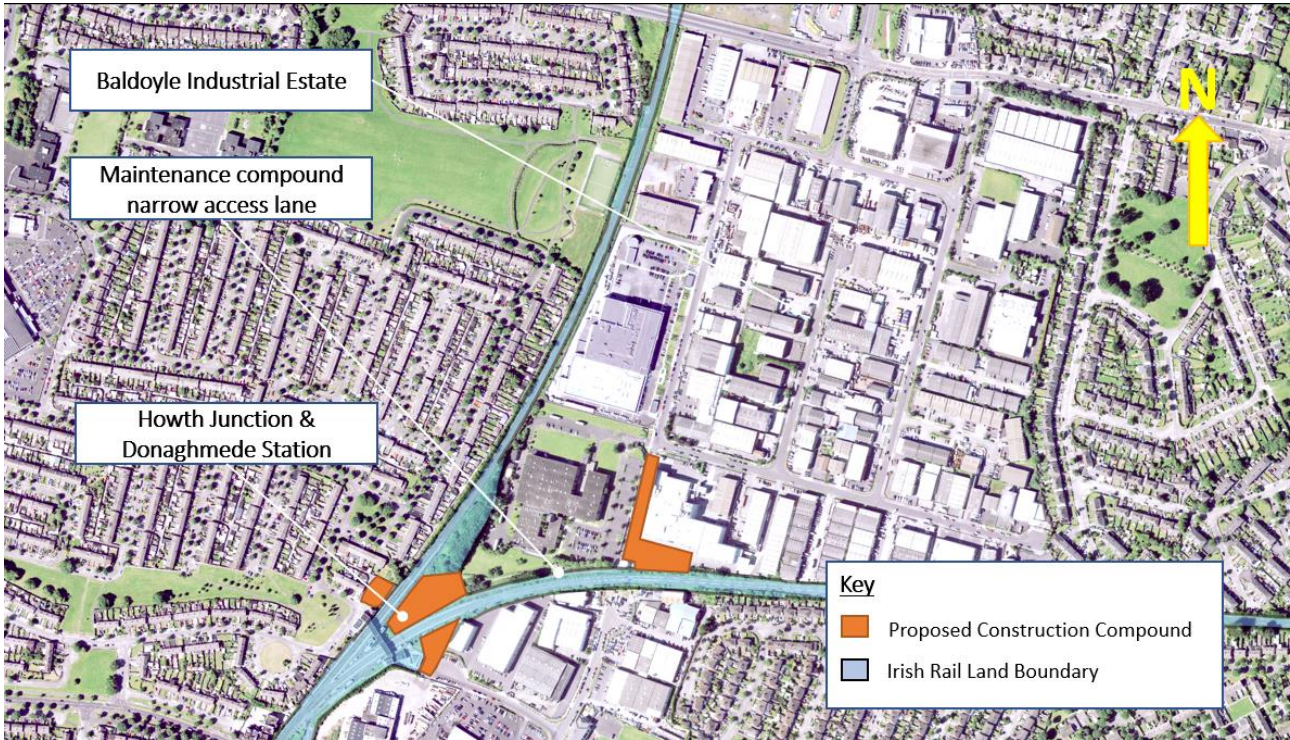 Baldoyle Industrial Estate
Maintenance compound
narrow access lane
Howth Junction &
Donaghmede Station
N
Key
Proposed Construction Compound
Irish Rail Land Boundary